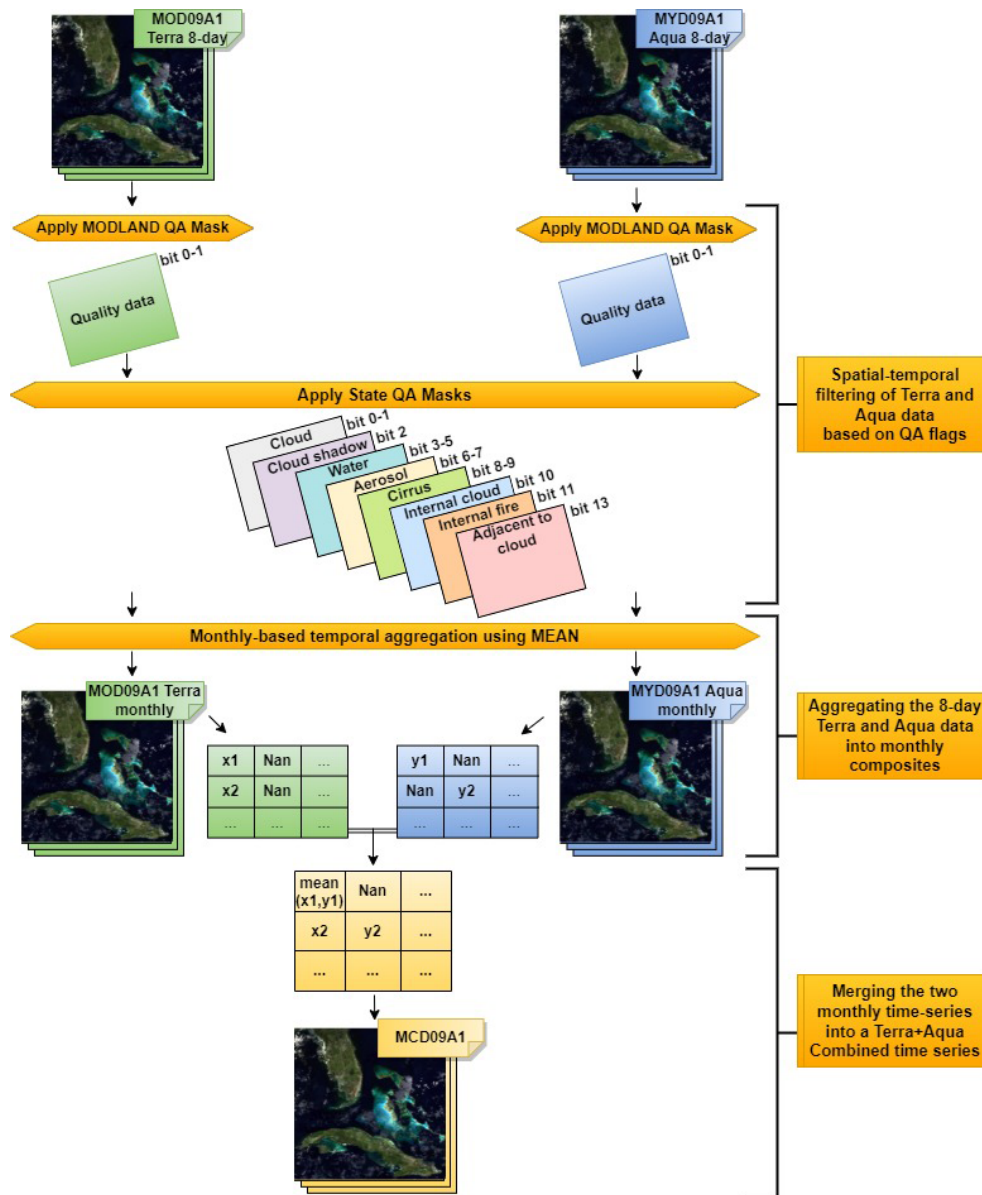 MOD09A1
Terra 8-day
MYD09A1
Aqua 8-day
Apply MODLAND QA Mask
Apply MODLAND QA Mask
bit 0-1
Quality data
bit 0-1
Quality data
Apply State QA Masks
Cloud
bit 0-1
Cloud shadow
bit 2
Water
bit 3-5
Aerosol
bit 6-7
Cirrus
bit 8-9
Internal cloud
bit 10
Internal fire
bit 11
Adjacent to
cloud
bit 13
Spatial-temporal
filtering of Terra and
Aqua data
based on QA flags
Monthly-based temporal aggregation using MEAN
MOD09A1 Terra
monthly
MYD09A1 Aqua
monthly
x1 Nan ...
x2 Nan ...
... ... ...
y1 Nan ...
Nan y2 ...
... ... ...
Aggregating the 8-day
Terra and Aqua data
into monthly
composites
mean
(x1,y1) Nan ...
x2 y2 ...
... ... ...
MCD09A1
Merging the two
monthly time-series
into a Terra+Aqua
Combined time series